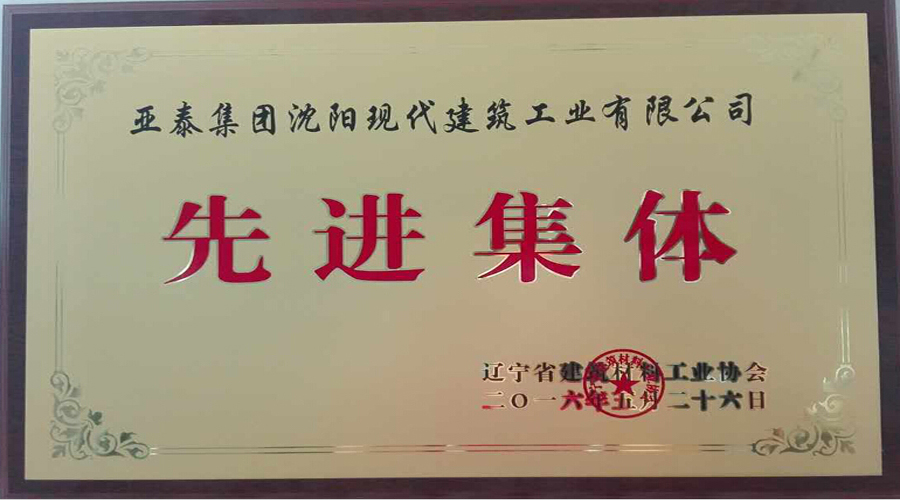 亚泰集团沈阳现代建筑工业有限公司
先进集体
辽宁省建筑材料工业协会
二〇一六年五月二十六日